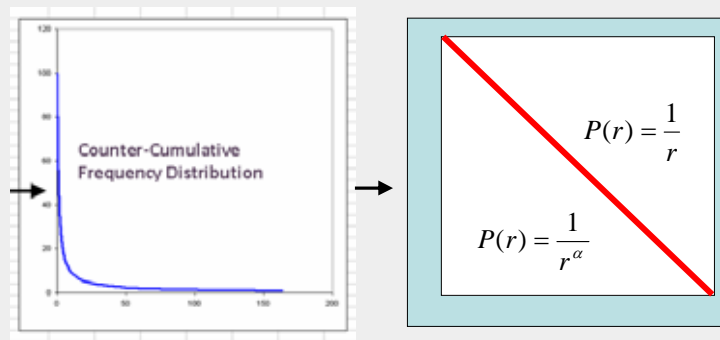 120
100
80
60
40
20
0
Counter-Cumulative
Frequency Distribution
0 50 100 150 200
P(r) = 1/r
P(r) = 1/r^α